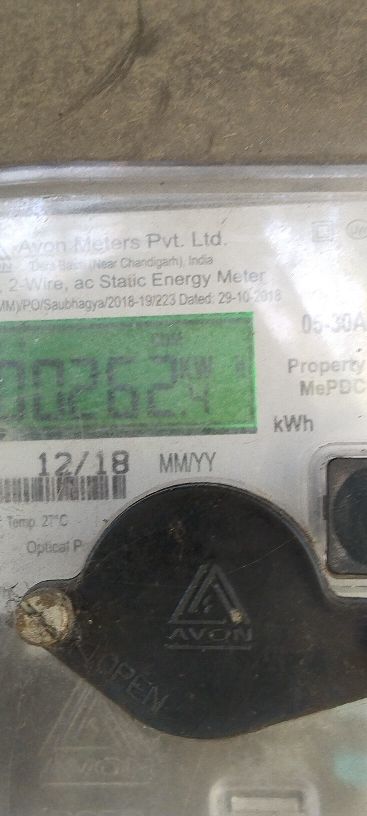 Avon Meters Pvt. Ltd.
(Near Chandigarh), India
2-Wire, ac Static Energy Meter
MM)/PO/Saubhagya/2018-19/223 Dated: 29-10-2018
05-30A
CUM
00262.4 KW
Property
MePDC
kWh
12/18 MM/YY
Temp. 27°C
Optical P
AVON
OPEN